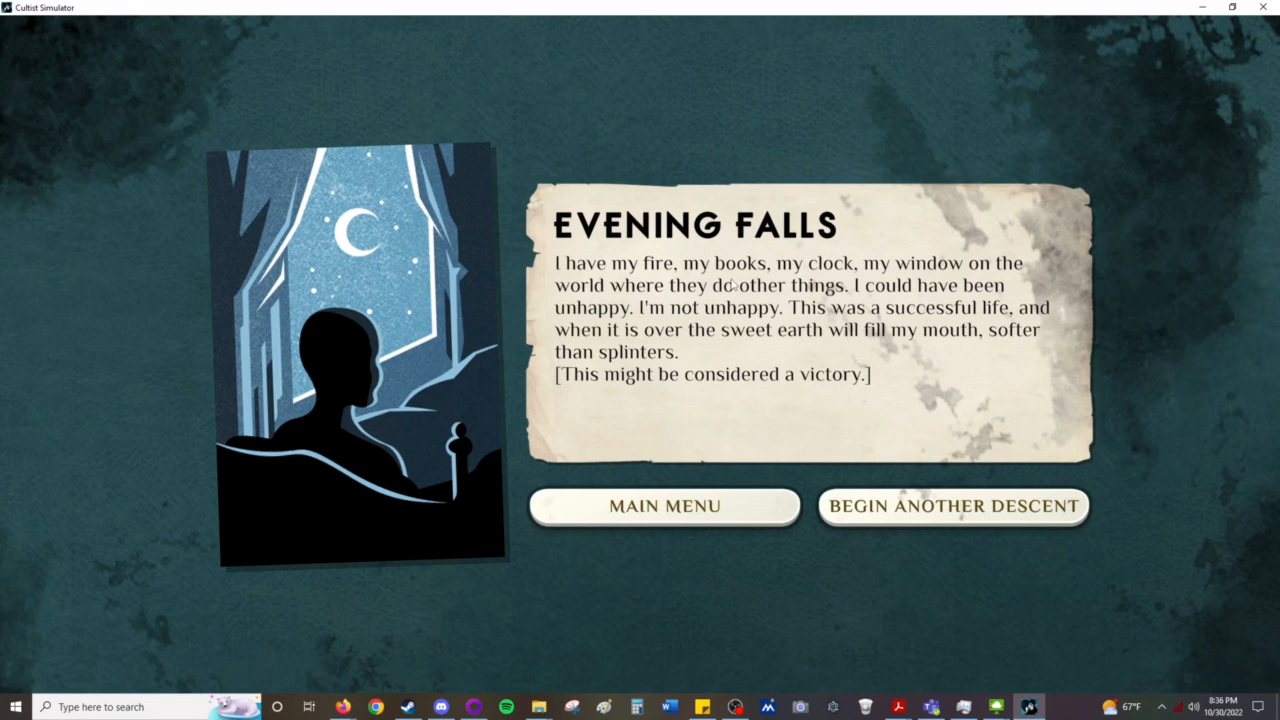 Cultist Simulator
EVENING FALLS
I have my fire, my books, my clock, my window on the
world where they do other things. I could have been
unhappy. I'm not unhappy. This was a successful life, and
when it is over the sweet earth will fill my mouth, softer
than splinters.
[This might be considered a victory.]
MAIN MENU
BEGIN ANOTHER DESCENT
Type here to search
67°F
8:36 PM
10/30/2022